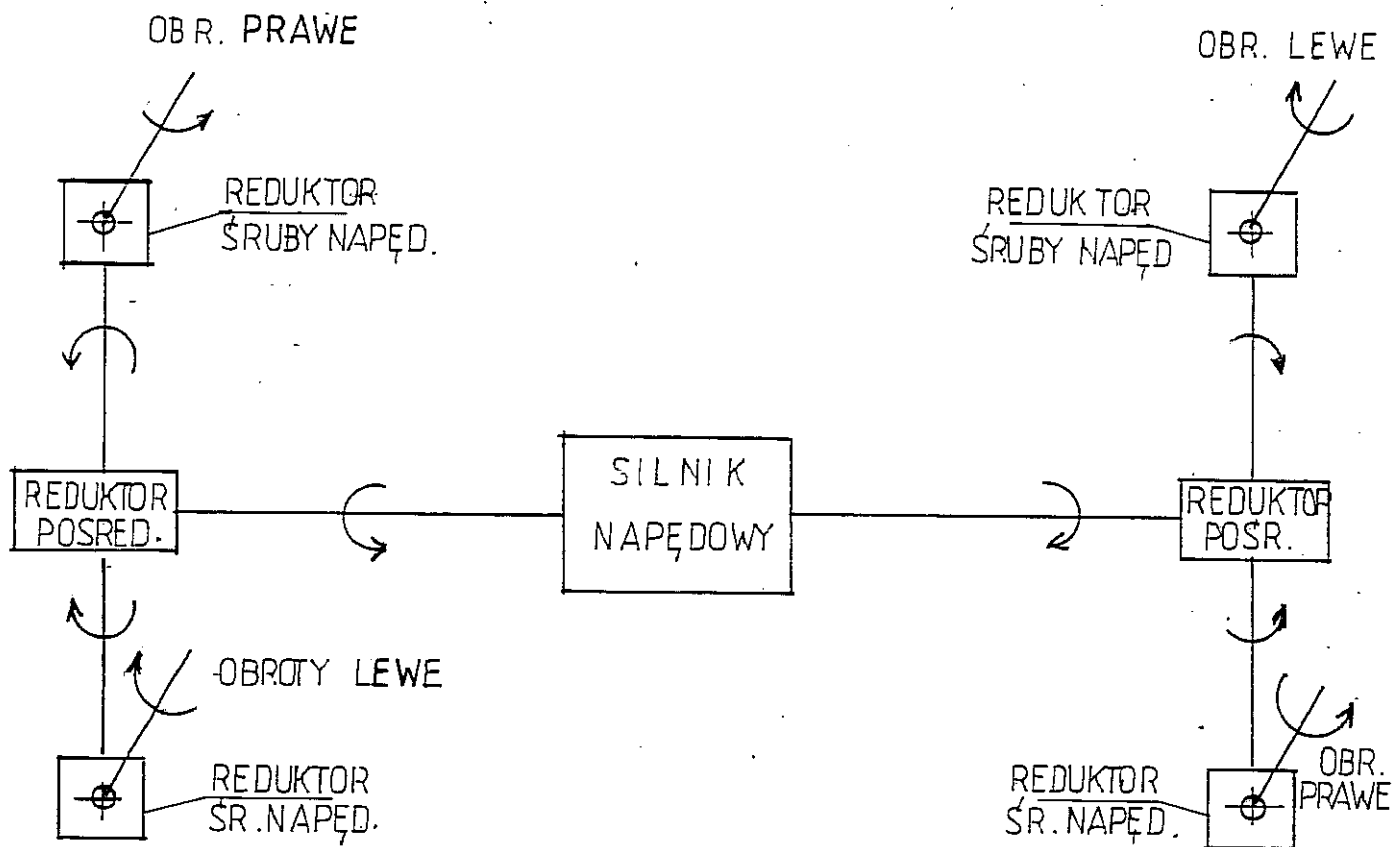 OBR. PRAWE
OBR. LEWE
REDUKTOR
ŚRUBY NAPĘD.
REDUKTOR
ŚRUBY NAPĘD
REDUKTOR
POSRED.
SILNIK
NAPĘDOWY
REDUKTOR
POŚR.
OBROTY LEWE
REDUKTOR
ŚR. NAPĘD.
REDUKTOR
ŚR. NAPĘD.
OBR.
PRAWE